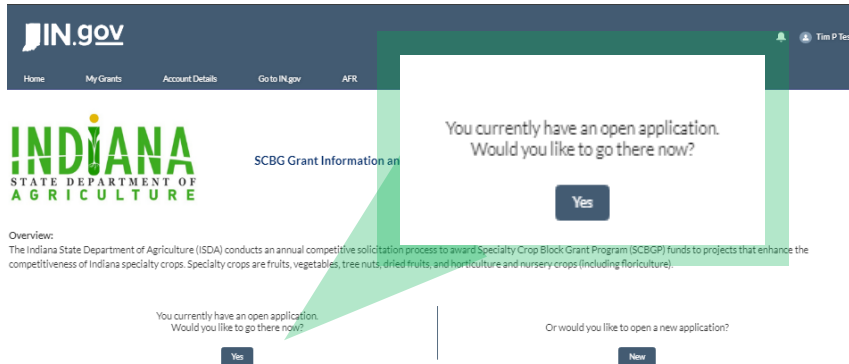 IN.gov
Tim P Tes
Home My Grants Account Details Go to IN.gov AFR
INDIANA
STATE DEPARTMENT OF
AGRICULTURE
SCBG Grant Information an
You currently have an open application.
Would you like to go there now?
Yes
Overview:
The Indiana State Department of Agriculture (ISDA) conducts an annual competitive solicitation process to award Specialty Crop Block Grant Program (SCBGP) funds to projects that enhance the
competitiveness of Indiana specialty crops. Specialty crops are fruits, vegetables, tree nuts, dried fruits, and horticulture and nursery crops (including floriculture).
You currently have an open application.
Would you like to go there now?
Yes
Or would you like to open a new application?
New